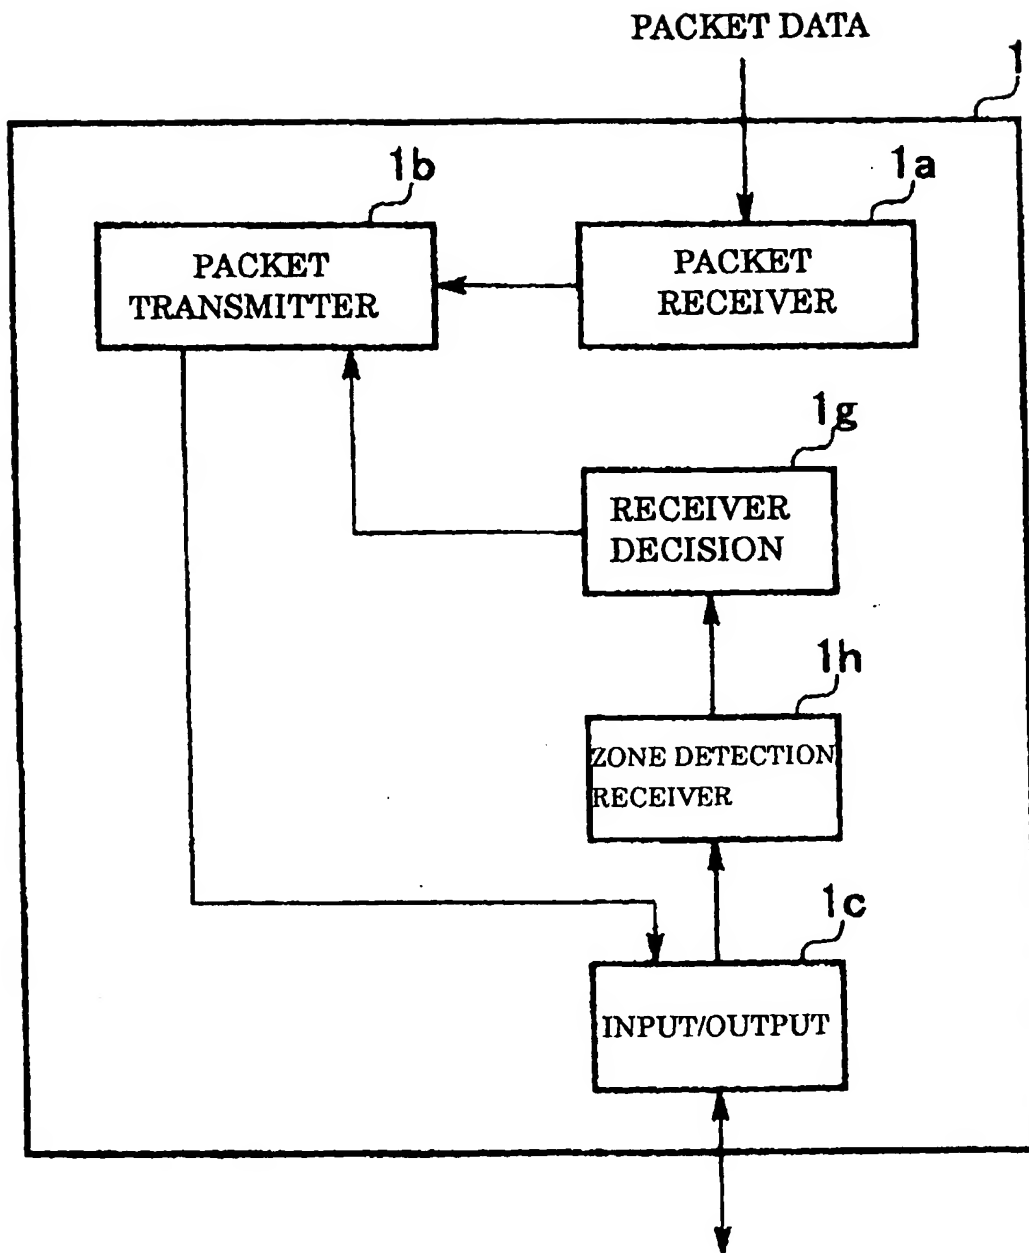 PACKET DATA
1
1b
1a
PACKET
TRANSMITTER
PACKET
RECEIVER
1g
RECEIVER
DECISION
1h
ZONE DETECTION
RECEIVER
1c
INPUT/OUTPUT